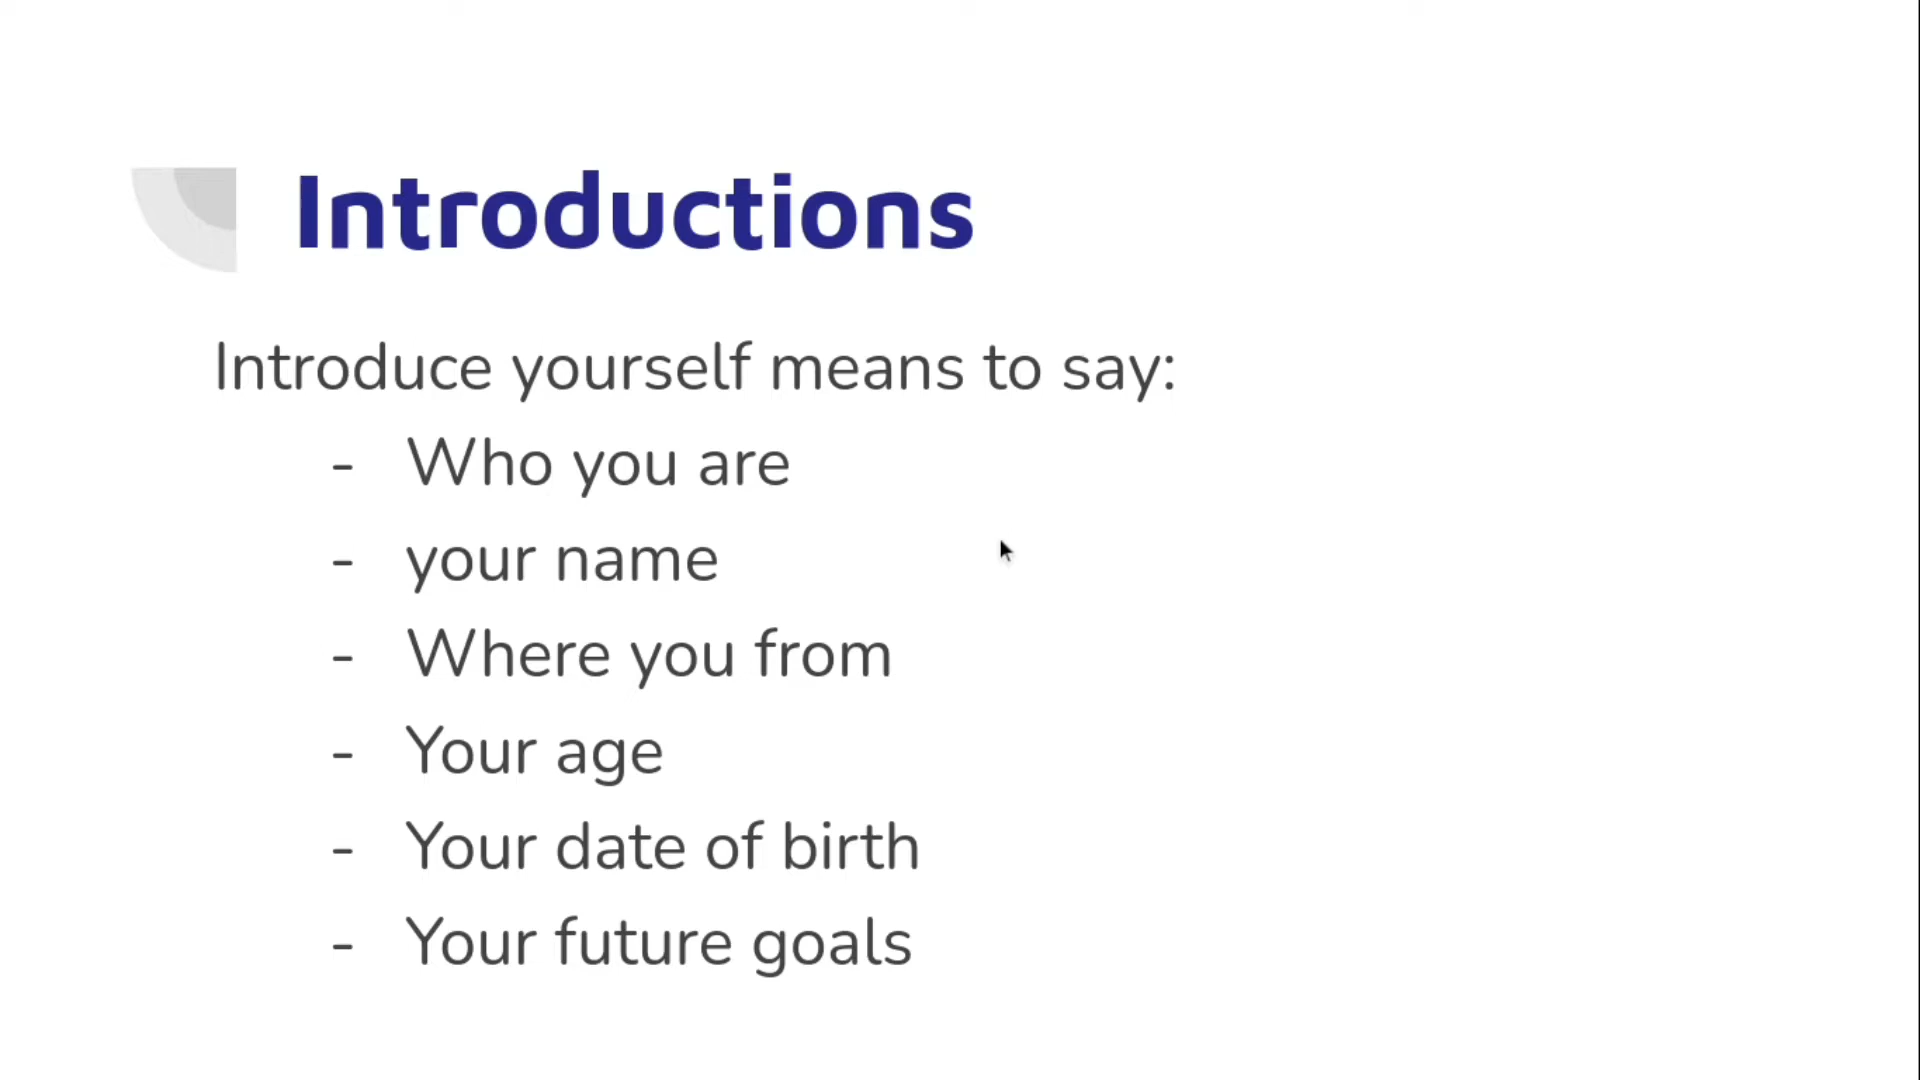 Introductions
Introduce yourself means to say:
- Who you are
- your name
- Where you from
- Your age
- Your date of birth
- Your future goals